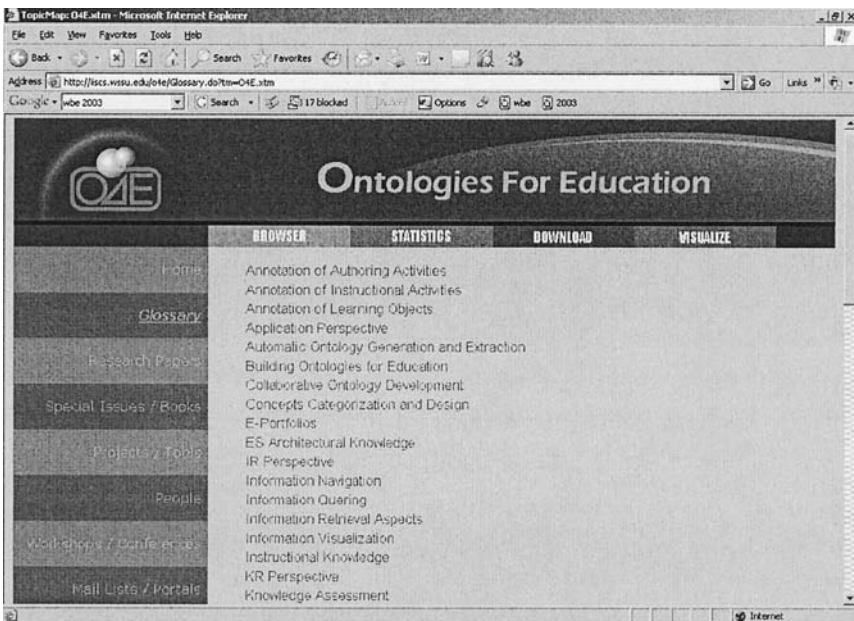 TopicMap: O4E.xtm - Microsoft Internet Explorer
File Edit View Favorites Tools Help
Back Search Favorites
Address http://iiscs.wssu.edu/o4e/Glossary.do?tm=O4E.xtm Go Links
Google wbe 2003 Search 17 blocked Options wbe 2003
O4E
Ontologies For Education
BROWSER STATISTICS DOWNLOAD VISUALIZE
Home
Glossary
Research Papers
Special Issues / Books
Projects / Tools
People
Workshops / Conferences
Mail Lists / Portals
Annotation of Authoring Activities
Annotation of Instructional Activities
Annotation of Learning Objects
Application Perspective
Automatic Ontology Generation and Extraction
Building Ontologies for Education
Collaborative Ontology Development
Concepts Categorization and Design
E-Portfolios
ES Architectural Knowledge
IR Perspective
Information Navigation
Information Quering
Information Retrieval Aspects
Information Visualization
Instructional Knowledge
KR Perspective
Knowledge Assessment
Internet